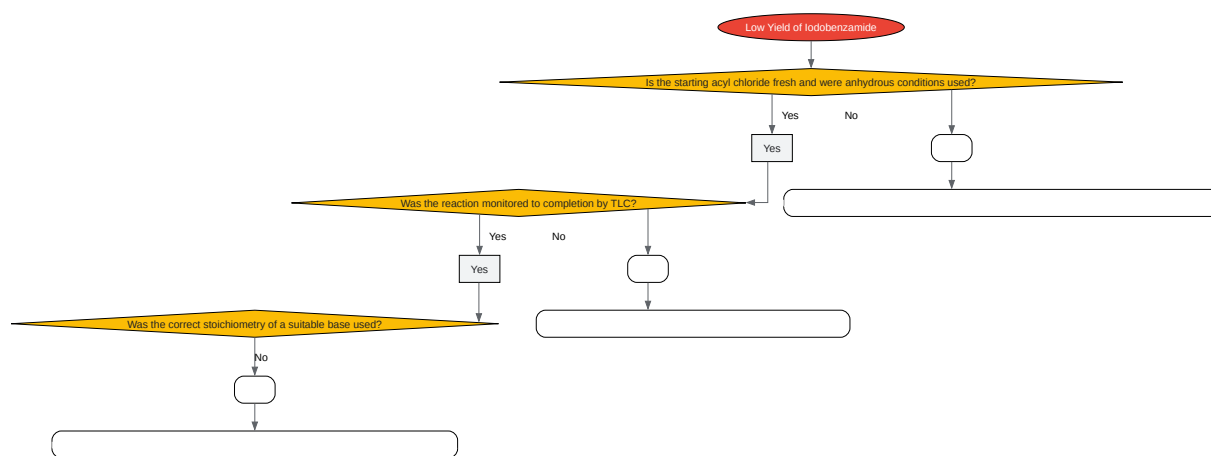 Low Yield of Iodobenzamide
Is the starting acyl chloride fresh and were anhydrous conditions used?
Yes
No
Yes
Was the reaction monitored to completion by TLC?
Yes
No
Yes
Was the correct stoichiometry of a suitable base used?
No